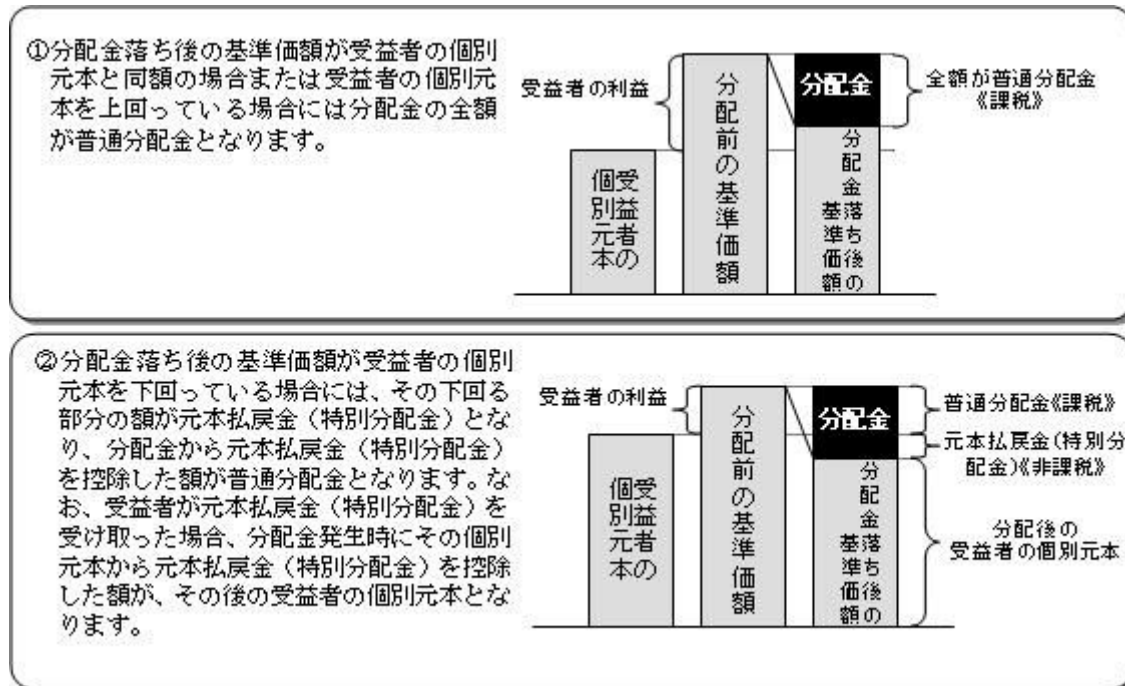 ①分配金落ち後の基準価額が受益者の個別
元本と同額の場合または受益者の個別元
本を上回っている場合には分配金の全額
が普通分配金となります。
受益者の利益
受益者の
個別元本
分配前の基準価額
分配金
分配金落ち後の
基準価額
全額が普通分配金
《課税》
②分配金落ち後の基準価額が受益者の個別
元本を下回っている場合には、その下回る
部分の額が元本払戻金（特別分配金）とな
り、分配金から元本払戻金（特別分配金）
を控除した額が普通分配金となります。な
お、受益者が元本払戻金（特別分配金）を
受け取った場合、分配金発生時にその個別
元本から元本払戻金（特別分配金）を控除
した額が、その後の受益者の個別元本とな
ります。
受益者の利益
受益者の
個別元本
分配前の基準価額
分配金
分配金落ち後の
基準価額
普通分配金《課税》
元本払戻金(特別分
配金)《非課税》
分配後の
受益者の個別元本